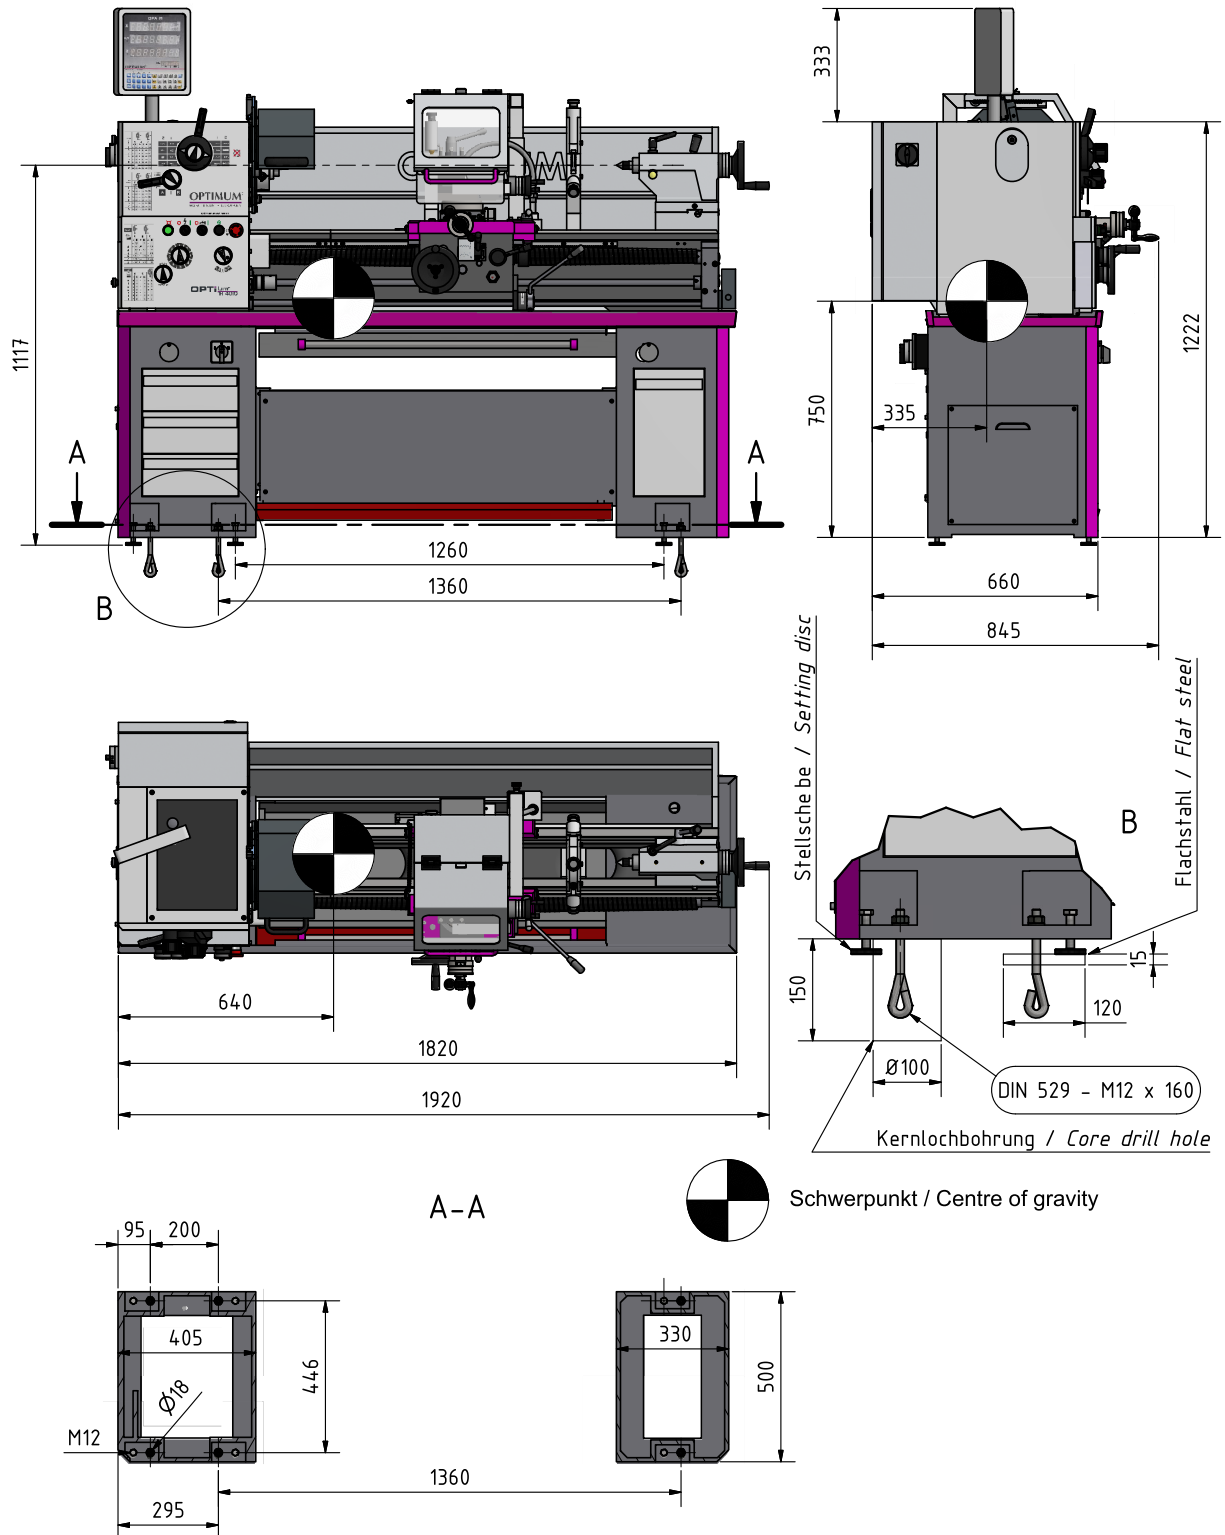 333
OPTIMUM
OPTi
1117
1222
750
335
A
A
1260
1360
B
660
845
Stellscheibe / Setting disc
Flachstahl / Flat steel
B
640
1820
1920
150
15
120
Ø100
DIN 529 - M12 x 160
Kernlochbohrung / Core drill hole
Schwerpunkt / Centre of gravity
A-A
95
200
405
330
446
500
Ø18
M12
1360
295